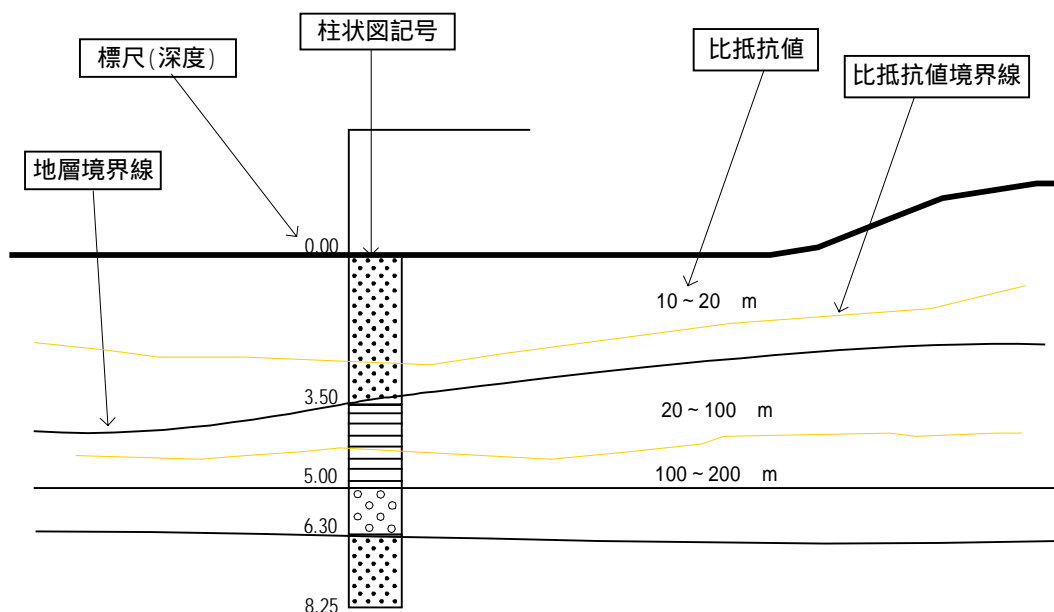 柱状図記号
標尺(深度)
比抵抗値
比抵抗値境界線
地層境界線
0.00
10～20 m
3.50
20～100 m
100～200 m
5.00
6.30
8.25